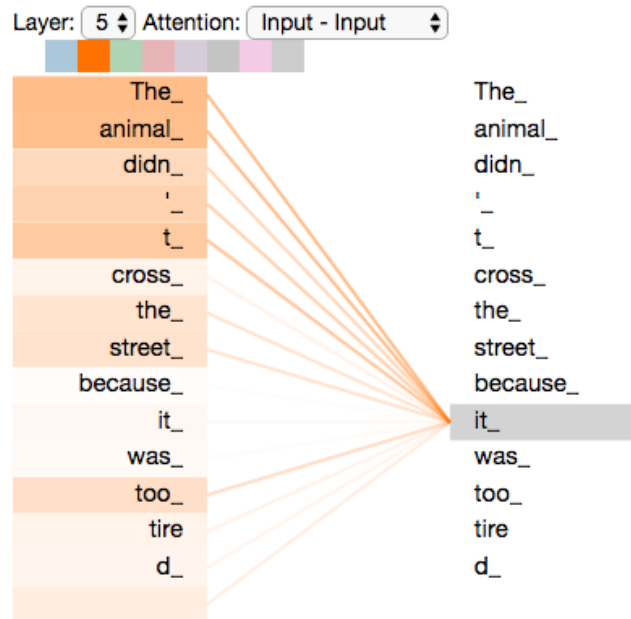 Layer: 5 Attention: Input - Input
The_ The_
animal_ animal_
didn_ didn_
'_ '_
t_ t_
cross_ cross_
the_ the_
street_ street_
because_ because_
it_ it_
was_ was_
too_ too_
tire tire
d_ d_